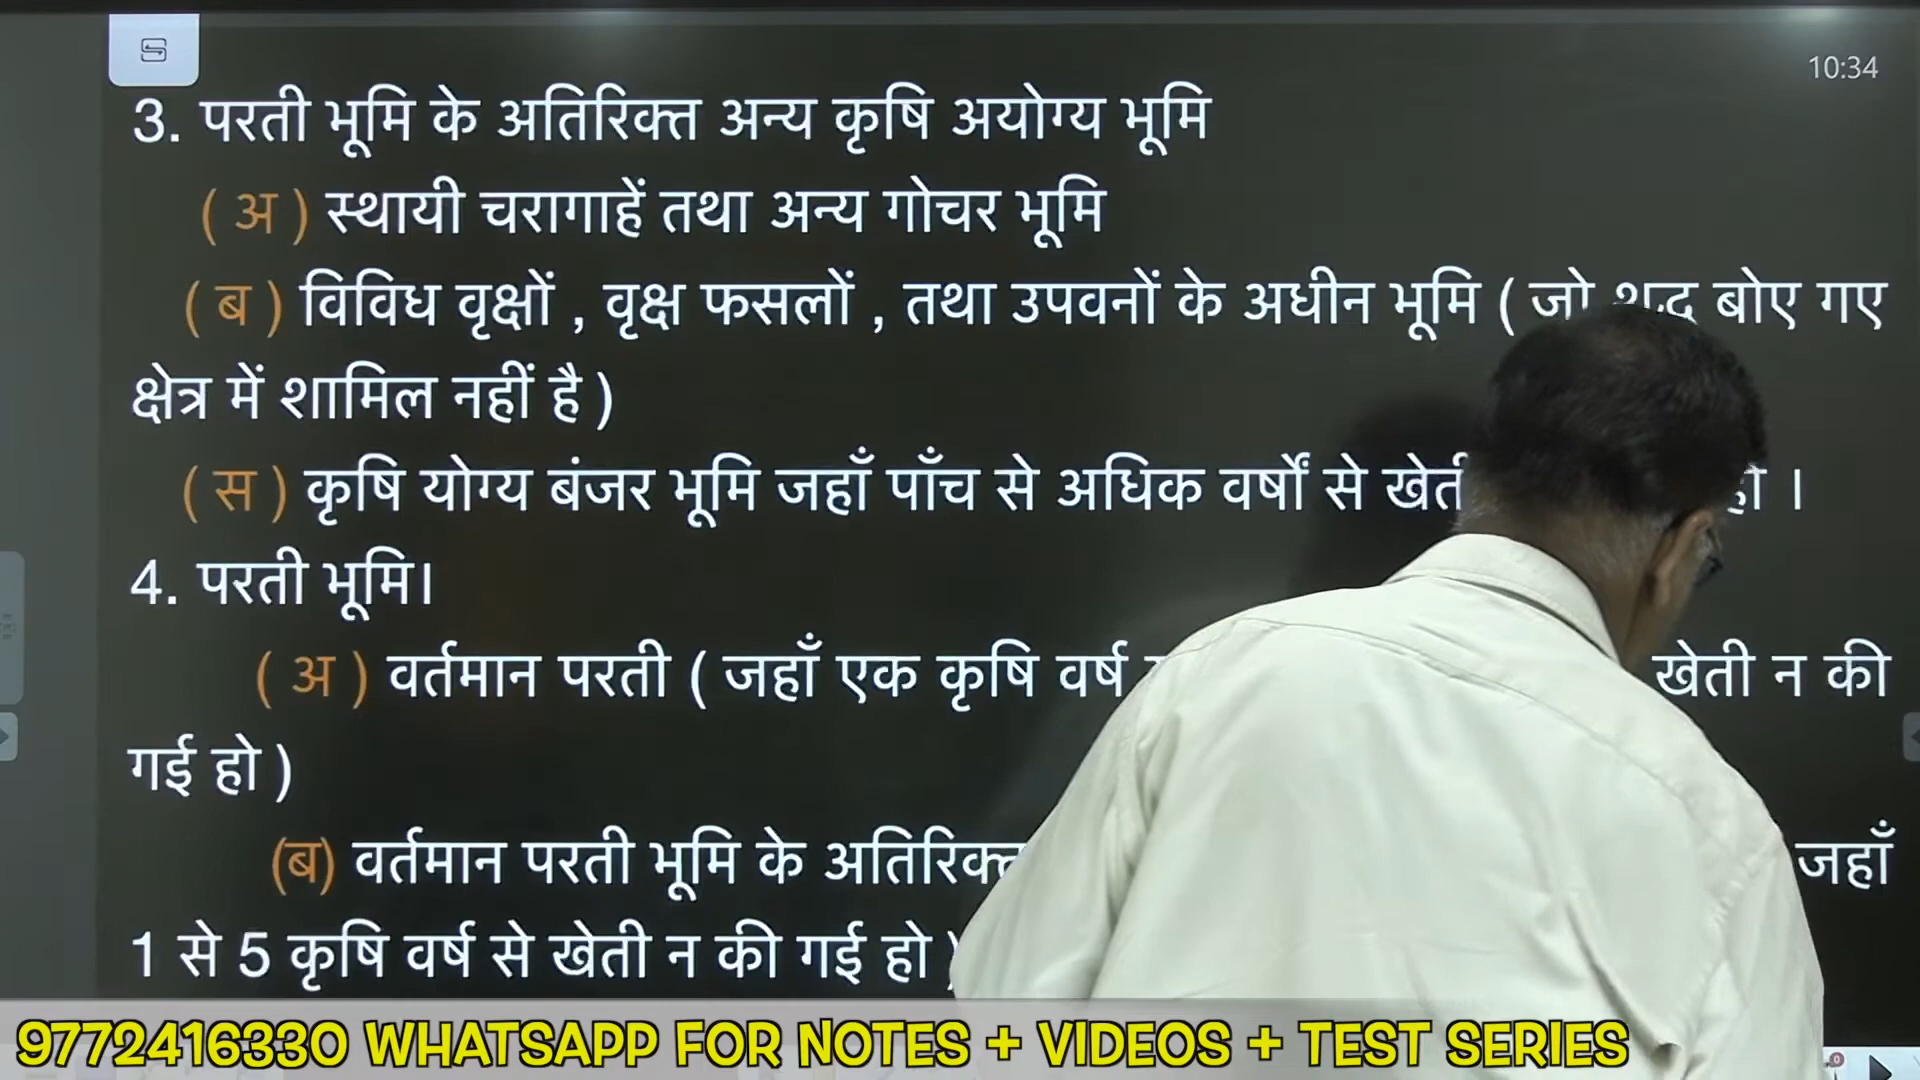 10:34
3. परती भूमि के अतिरिक्त अन्य कृषि अयोग्य भूमि
( अ ) स्थायी चरागाहें तथा अन्य गोचर भूमि
( ब ) विविध वृक्षों , वृक्ष फसलों , तथा उपवनों के अधीन भूमि ( जो बोए गए
क्षेत्र में शामिल नहीं है )
( स ) कृषि योग्य बंजर भूमि जहाँ पाँच से अधिक वर्षों से ।
4. परती भूमि।
( अ ) वर्तमान परती ( जहाँ एक कृषि वर्ष खेती न की
गई हो )
(ब) वर्तमान परती भूमि के अतिरिक्त जहाँ
1 से 5 कृषि वर्ष से खेती न की गई हो )
9772416330 WHATSAPP FOR NOTES + VIDEOS + TEST SERIES